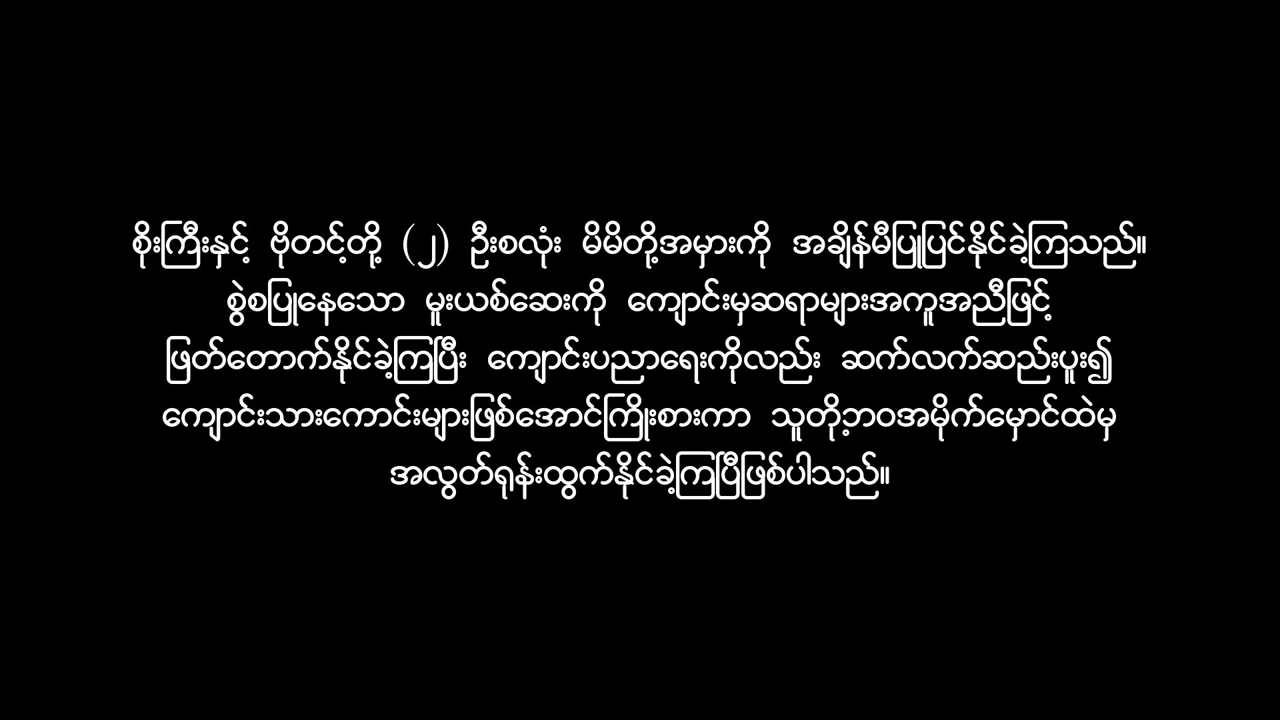 စိုးကြီးနှင့် ဗိုတင့်တို့ (၂) ဦးစလုံး မိမိတို့အမှားကို အချိန်မီပြုပြင်နိုင်ခဲ့ကြသည်။
စွဲစပြုနေသော မူးယစ်ဆေးကို ကျောင်းမှဆရာများအကူအညီဖြင့်
ဖြတ်တောက်နိုင်ခဲ့ကြပြီး ကျောင်းပညာရေးကိုလည်း ဆက်လက်ဆည်းပူး၍
ကျောင်းသားကောင်းများဖြစ်အောင်ကြိုးစားကာ သူတို့ဘဝအမိုက်မှောင်ထဲမှ
အလွတ်ရုန်းထွက်နိုင်ခဲ့ကြပြီဖြစ်ပါသည်။